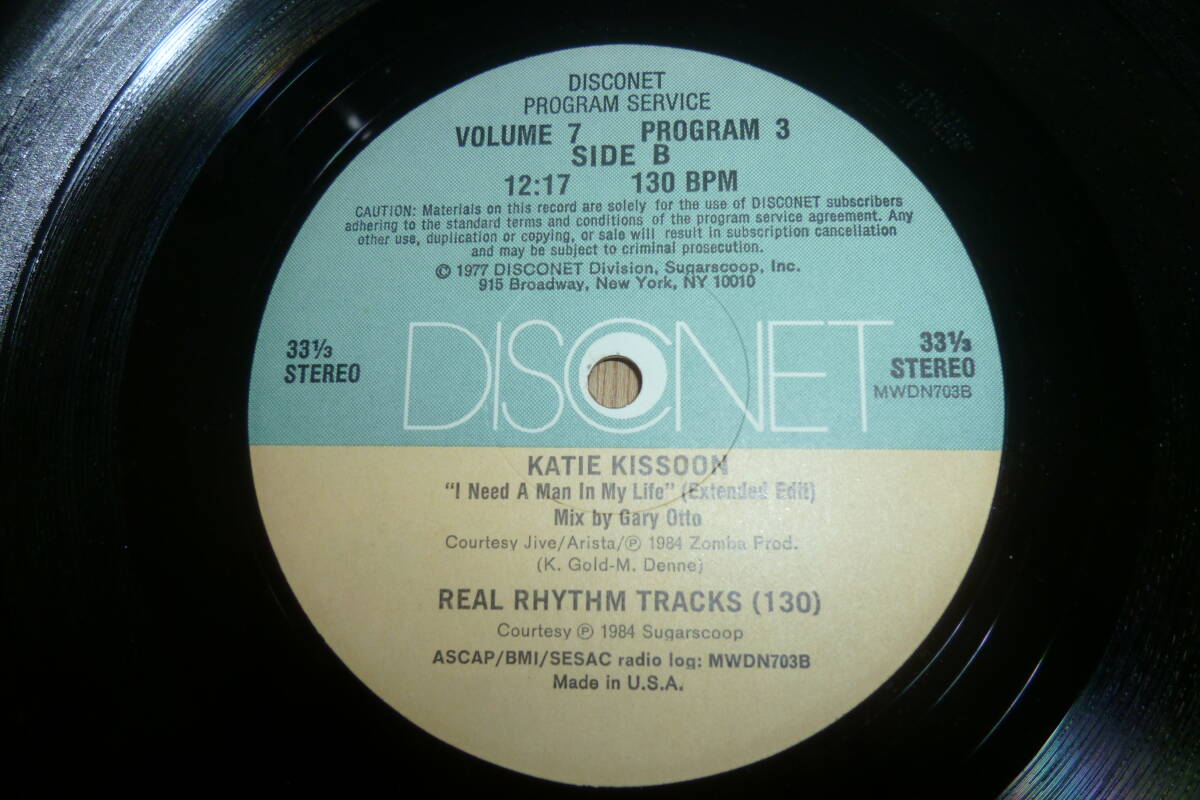 DISCONET
PROGRAM SERVICE
VOLUME 7 PROGRAM 3
SIDE B
12:17 130 BPM
CAUTION: Materials on this record are solely for the use of DISCONET subscribers
adhering to the standard terms and conditions of the program service agreement. Any
other use, duplication or copying, or sale will result in subscription cancellation
and may be subject to criminal prosecution.
© 1977 DISCONET Division, Sugarscoop, Inc.
915 Broadway, New York, NY 10010
33⅓
STEREO
DISCONET
33⅓
STEREO
MWDN703B
KATIE KISSOON
"I Need A Man In My Life" (Extended Edit)
Mix by Gary Otto
Courtesy Jive/Arista/℗ 1984 Zomba Prod.
(K. Gold-M. Denne)
REAL RHYTHM TRACKS (130)
Courtesy ℗ 1984 Sugarscoop
ASCAP/BMI/SESAC radio log: MWDN703B
Made in U.S.A.